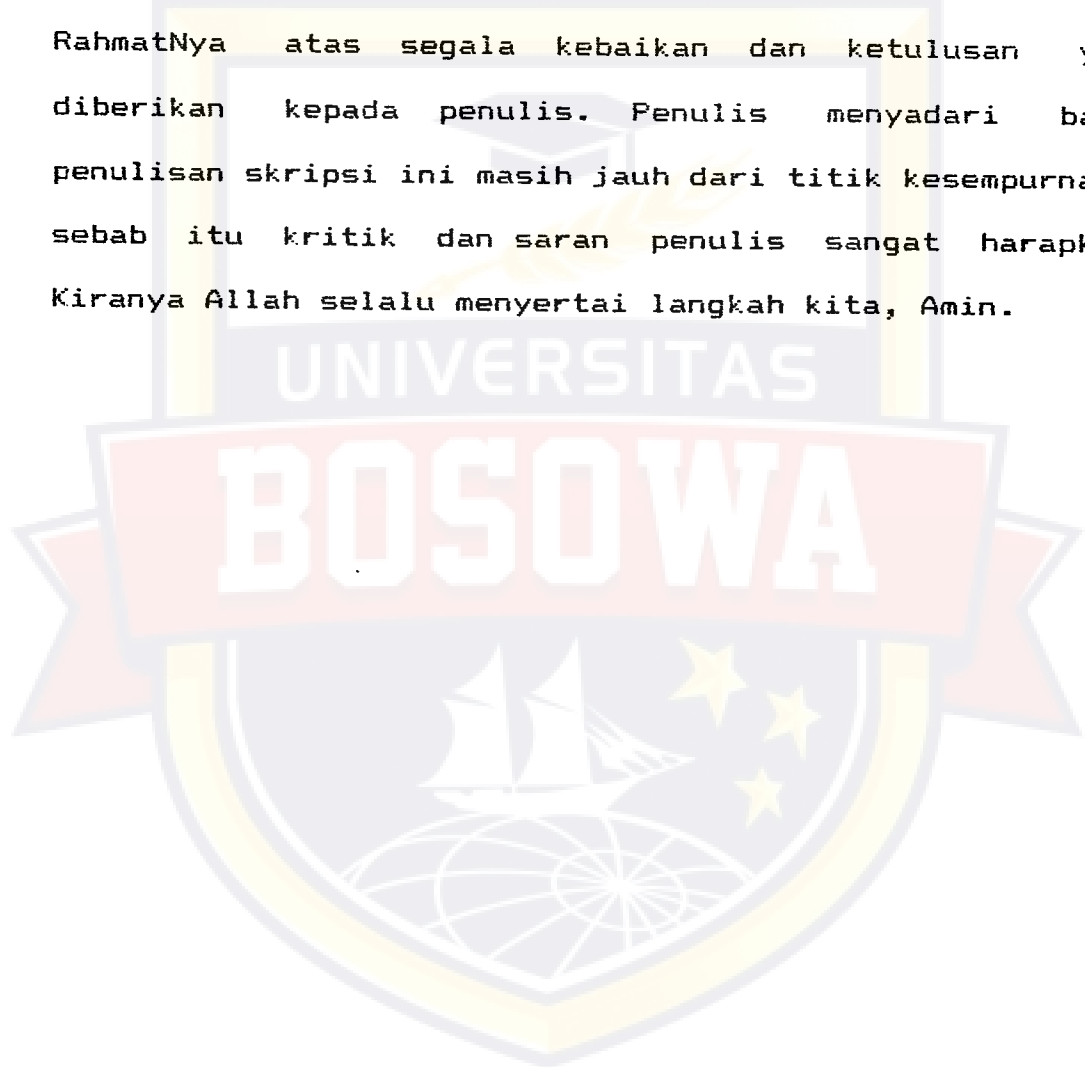 RahmatNya atas segala kebaikan dan ketulusan
diberikan kepada penulis. Penulis menyadari
penulisan skripsi ini masih jauh dari titik
sebab itu kritik dan saran penulis sangat
Kiranya Allah selalu menyertai langkah kita, Amin.
UNIVERSITAS
BOSOWA